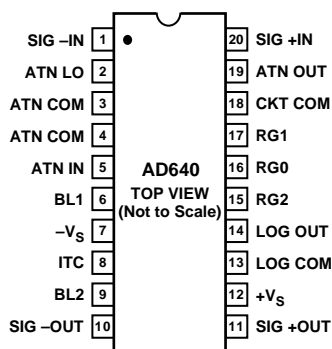 SIG –IN 1 20 SIG +IN
ATN LO 2 19 ATN OUT
ATN COM 3 18 CKT COM
ATN COM 4 17 RG1
ATN IN 5 16 RG0
BL1 6 15 RG2
–VS 7 14 LOG OUT
ITC 8 13 LOG COM
BL2 9 12 +VS
SIG –OUT 10 11 SIG +OUT
AD640
TOP VIEW
(Not to Scale)